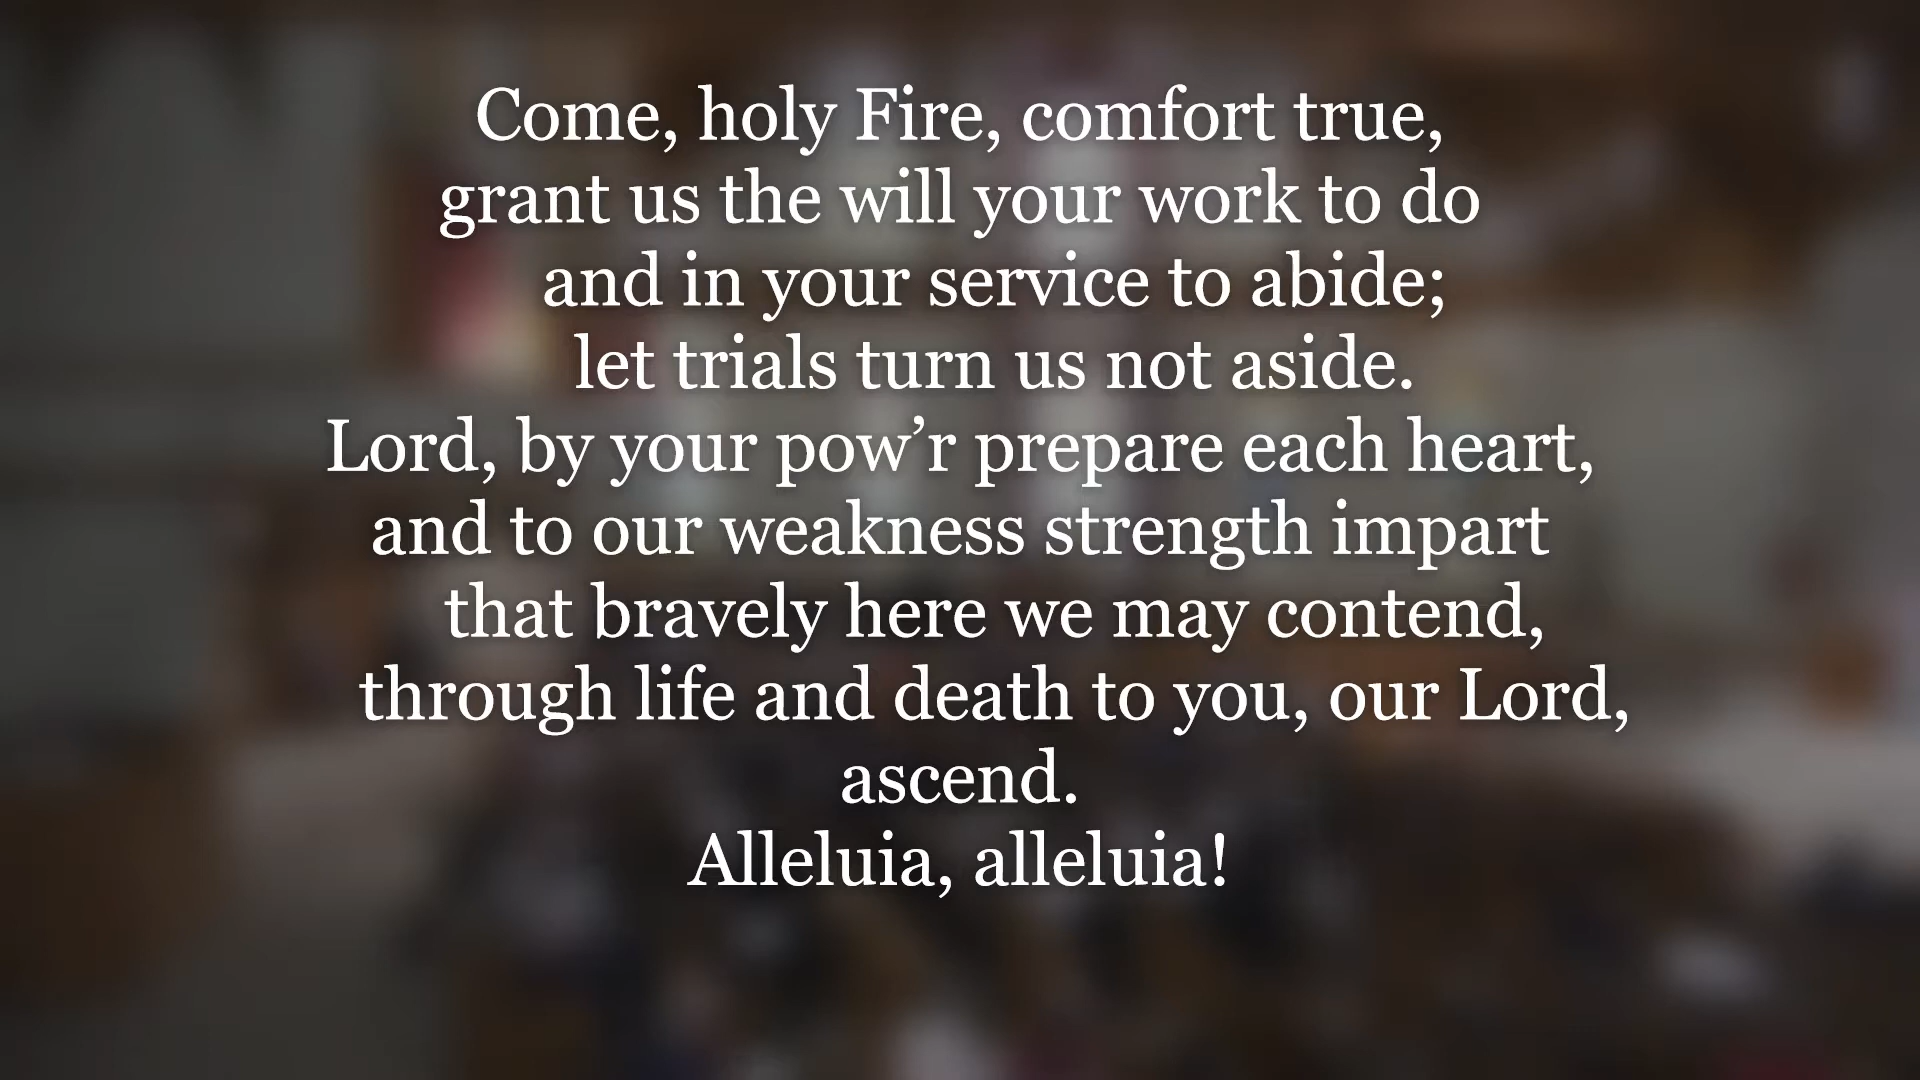 Come, holy Fire, comfort true,
grant us the will your work to do
and in your service to abide;
let trials turn us not aside.
Lord, by your pow’r prepare each heart,
and to our weakness strength impart
that bravely here we may contend,
through life and death to you, our Lord,
ascend.
Alleluia, alleluia!